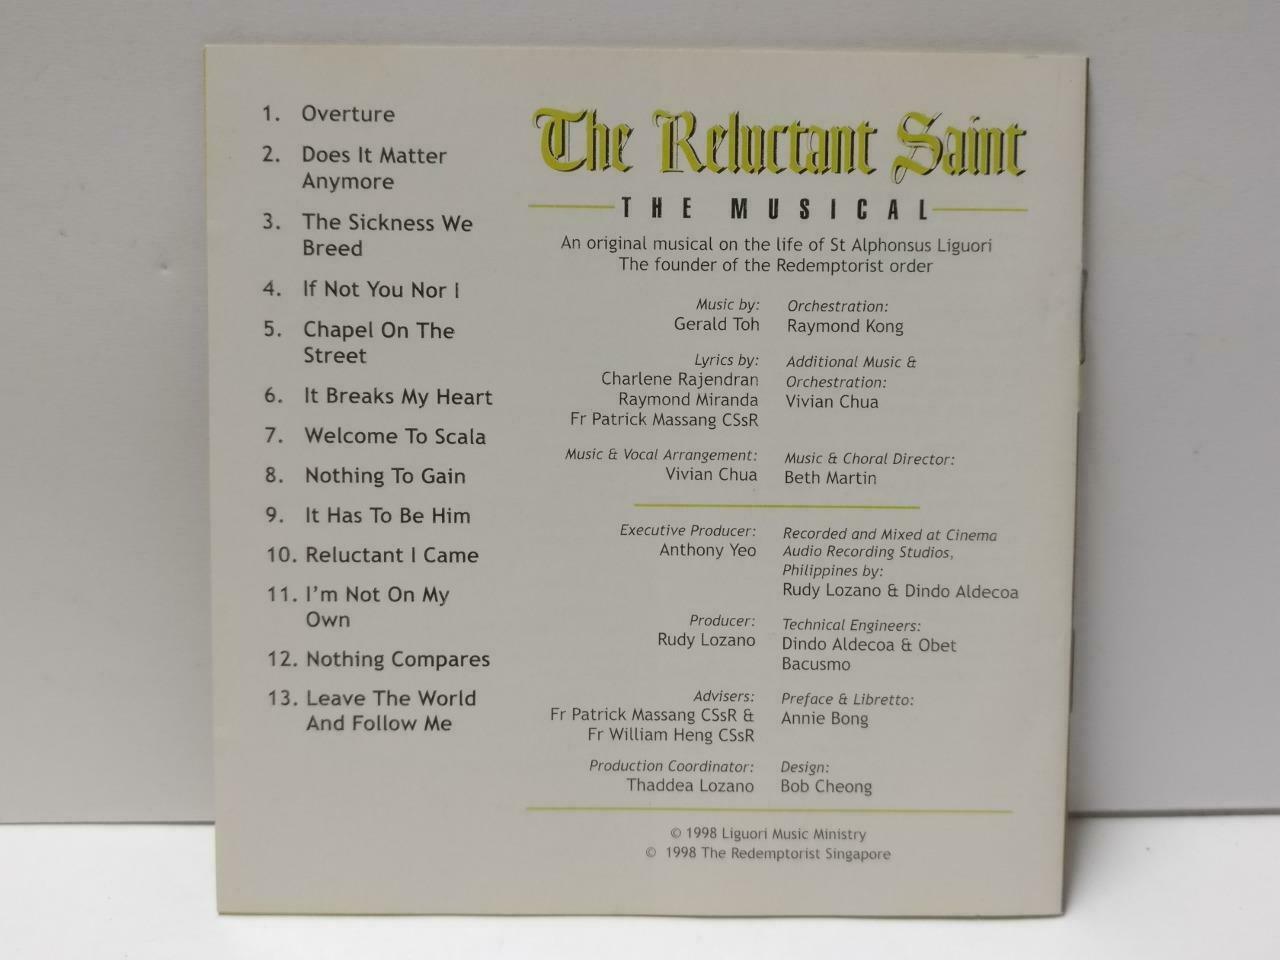 1. Overture
2. Does It Matter
Anymore
3. The Sickness We
Breed
4. If Not You Nor I
5. Chapel On The
Street
6. It Breaks My Heart
7. Welcome To Scala
8. Nothing To Gain
9. It Has To Be Him
10. Reluctant I Came
11. I'm Not On My
Own
12. Nothing Compares
13. Leave The World
And Follow Me
The Reluctant Saint
THE MUSICAL
An original musical on the life of St Alphonsus Liguori
The founder of the Redemptorist order
Music by:
Gerald Toh
Orchestration:
Raymond Kong
Lyrics by:
Charlene Rajendran
Raymond Miranda
Fr Patrick Massang CSsR
Additional Music &
Orchestration:
Vivian Chua
Music & Vocal Arrangement:
Vivian Chua
Music & Choral Director:
Beth Martin
Executive Producer:
Anthony Yeo
Recorded and Mixed at Cinema
Audio Recording Studios,
Philippines by:
Rudy Lozano & Dindo Aldecoa
Producer:
Rudy Lozano
Technical Engineers:
Dindo Aldecoa & Obet
Bacusmo
Advisers:
Fr Patrick Massang CSsR &
Fr William Heng CSsR
Preface & Libretto:
Annie Bong
Production Coordinator:
Thaddea Lozano
Design:
Bob Cheong
© 1998 Liguori Music Ministry
© 1998 The Redemptorist Singapore